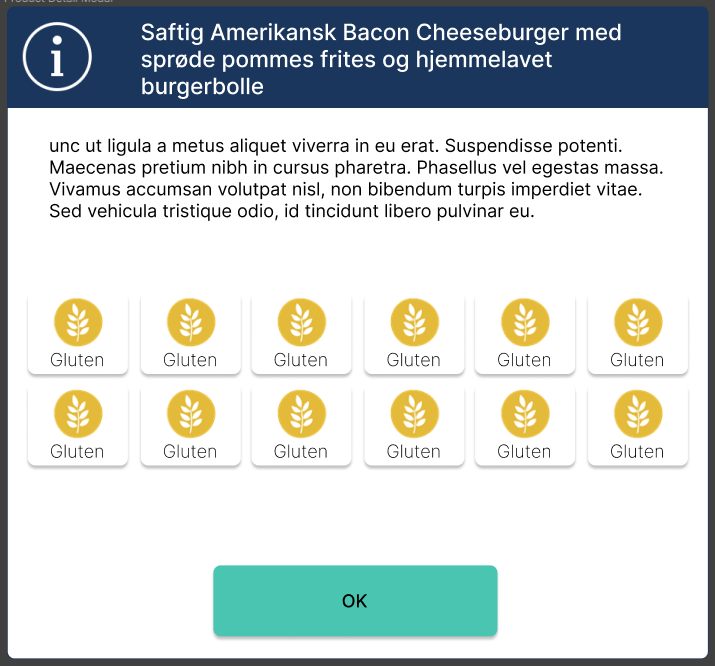 Product Detail Modal
Saftig Amerikansk Bacon Cheeseburger med
sprøde pommes frites og hjemmelavet
burgerbolle
unc ut ligula a metus aliquet viverra in eu erat. Suspendisse potenti.
Maecenas pretium nibh in cursus pharetra. Phasellus vel egestas massa.
Vivamus accumsan volutpat nisl, non bibendum turpis imperdiet vitae.
Sed vehicula tristique odio, id tincidunt libero pulvinar eu.
Gluten Gluten Gluten Gluten Gluten Gluten
Gluten Gluten Gluten Gluten Gluten Gluten
OK